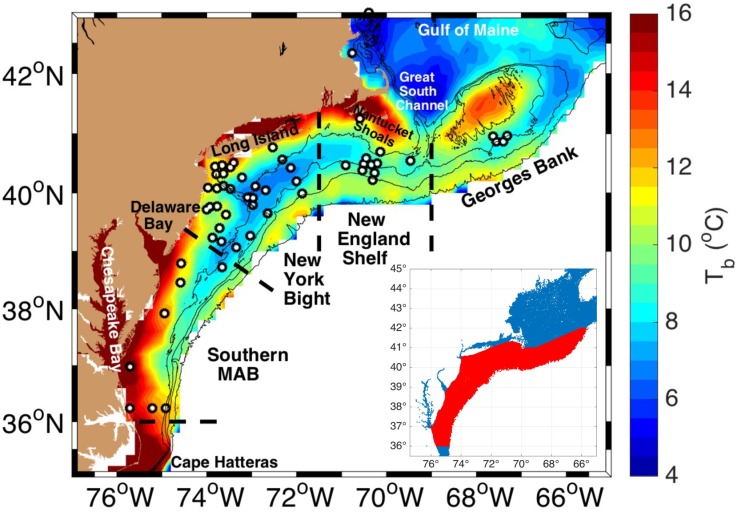 Gulf of Maine
Great
South
Channel
Nantucket
Shoals
Long Island
Georges Bank
Delaware
Bay
New
England
Shelf
New
York
Bight
Chesapeake Bay
Southern
MAB
Cape Hatteras
42°N
40°N
38°N
36°N
76°W
74°W
72°W
70°W
68°W
66°W
45°
44°
43°
42°
41°
40°
39°
38°
37°
36°
76°
74°
72°
70°
68°
66°
16
14
12
10
8
6
4
T_b (°C)